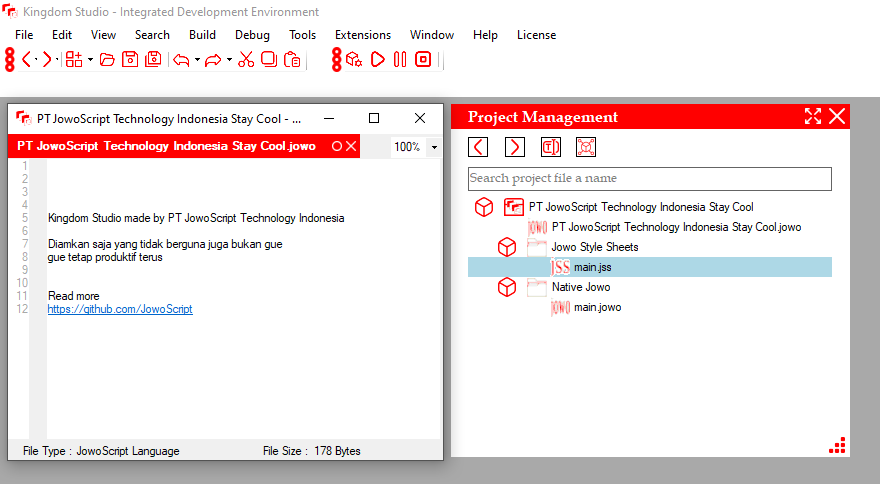 Kingdom Studio - Integrated Development Environment
File Edit View Search Build Debug Tools Extensions Window Help License
PT JowoScript Technology Indonesia Stay Cool - ...
PT JowoScript Technology Indonesia Stay Cool.jowo
100%
1
2
3
4
5 Kingdom Studio made by PT JowoScript Technology Indonesia
6
7 Diamkan saja yang tidak berguna juga bukan gue
8 gue tetap produktif terus
9
10
11 Read more
12 https://github.com/JowoScript
File Type : JowoScript Language File Size : 178 Bytes
Project Management
Search project file a name
PT JowoScript Technology Indonesia Stay Cool
JOWO PT JowoScript Technology Indonesia Stay Cool.jowo
Jowo Style Sheets
JSS main.jss
Native Jowo
JOWO main.jowo